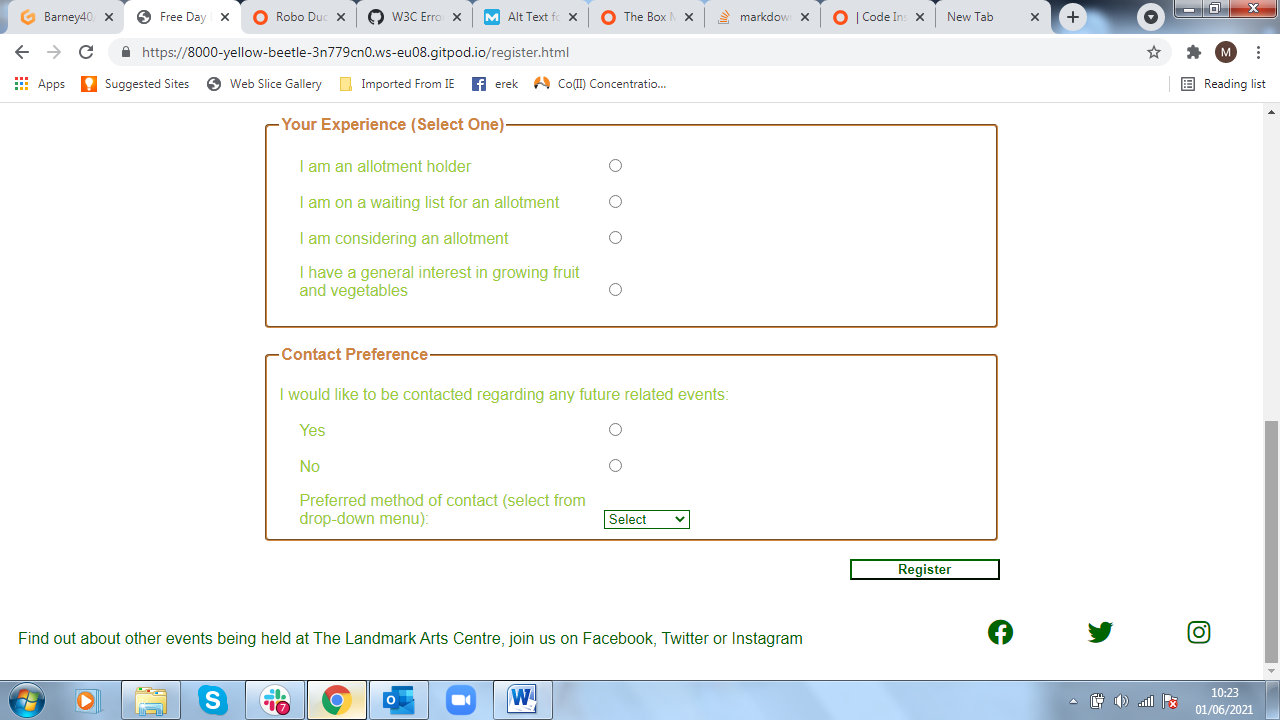 Barney40
Free Day
Robo Duc
W3C Erro
Alt Text fo
The Box M
markdow
| Code Ins
New Tab
https://8000-yellow-beetle-3n779cn0.ws-eu08.gitpod.io/register.html
M
Apps
Suggested Sites
Web Slice Gallery
Imported From IE
erek
Co(II) Concentratio...
Reading list
Your Experience (Select One)
I am an allotment holder
I am on a waiting list for an allotment
I am considering an allotment
I have a general interest in growing fruit
and vegetables
Contact Preference
I would like to be contacted regarding any future related events:
Yes
No
Preferred method of contact (select from
drop-down menu):
Select
Register
Find out about other events being held at The Landmark Arts Centre, join us on Facebook, Twitter or Instagram
7
10:23
01/06/2021